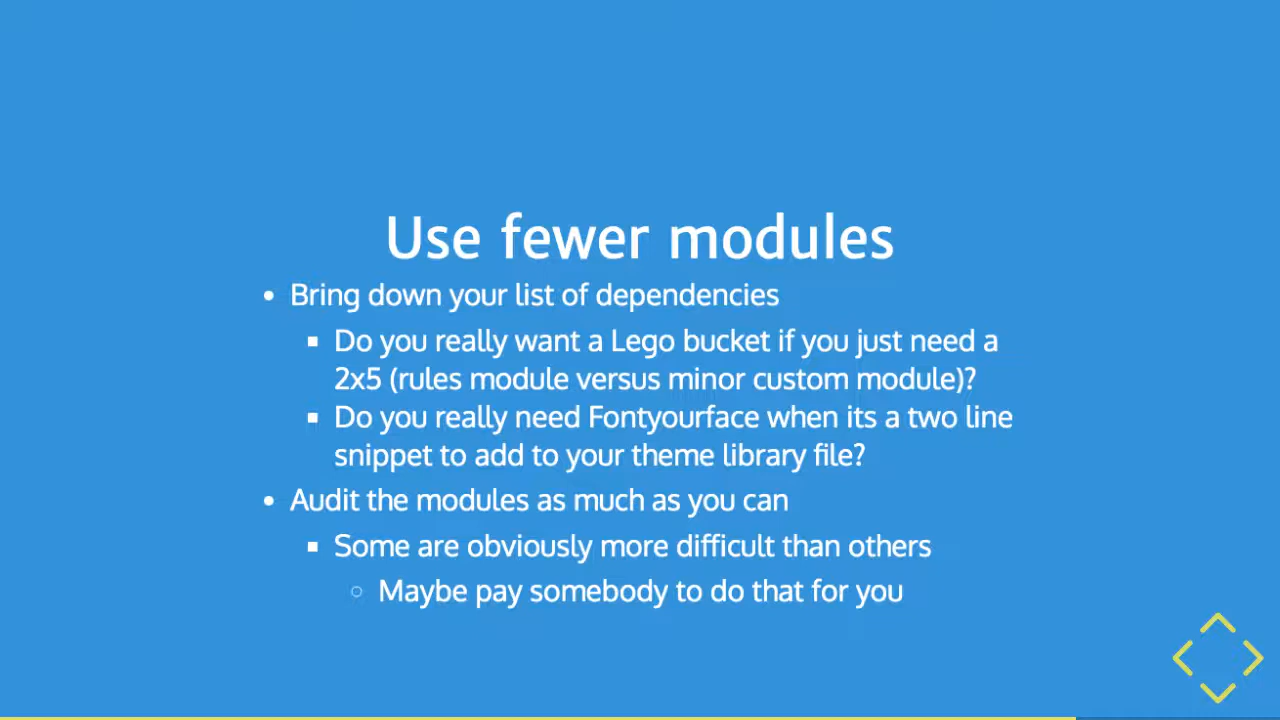 Use fewer modules
Bring down your list of dependencies
Do you really want a Lego bucket if you just need a
2x5 (rules module versus minor custom module)?
Do you really need Fontyourface when its a two line
snippet to add to your theme library file?
Audit the modules as much as you can
Some are obviously more difficult than others
Maybe pay somebody to do that for you